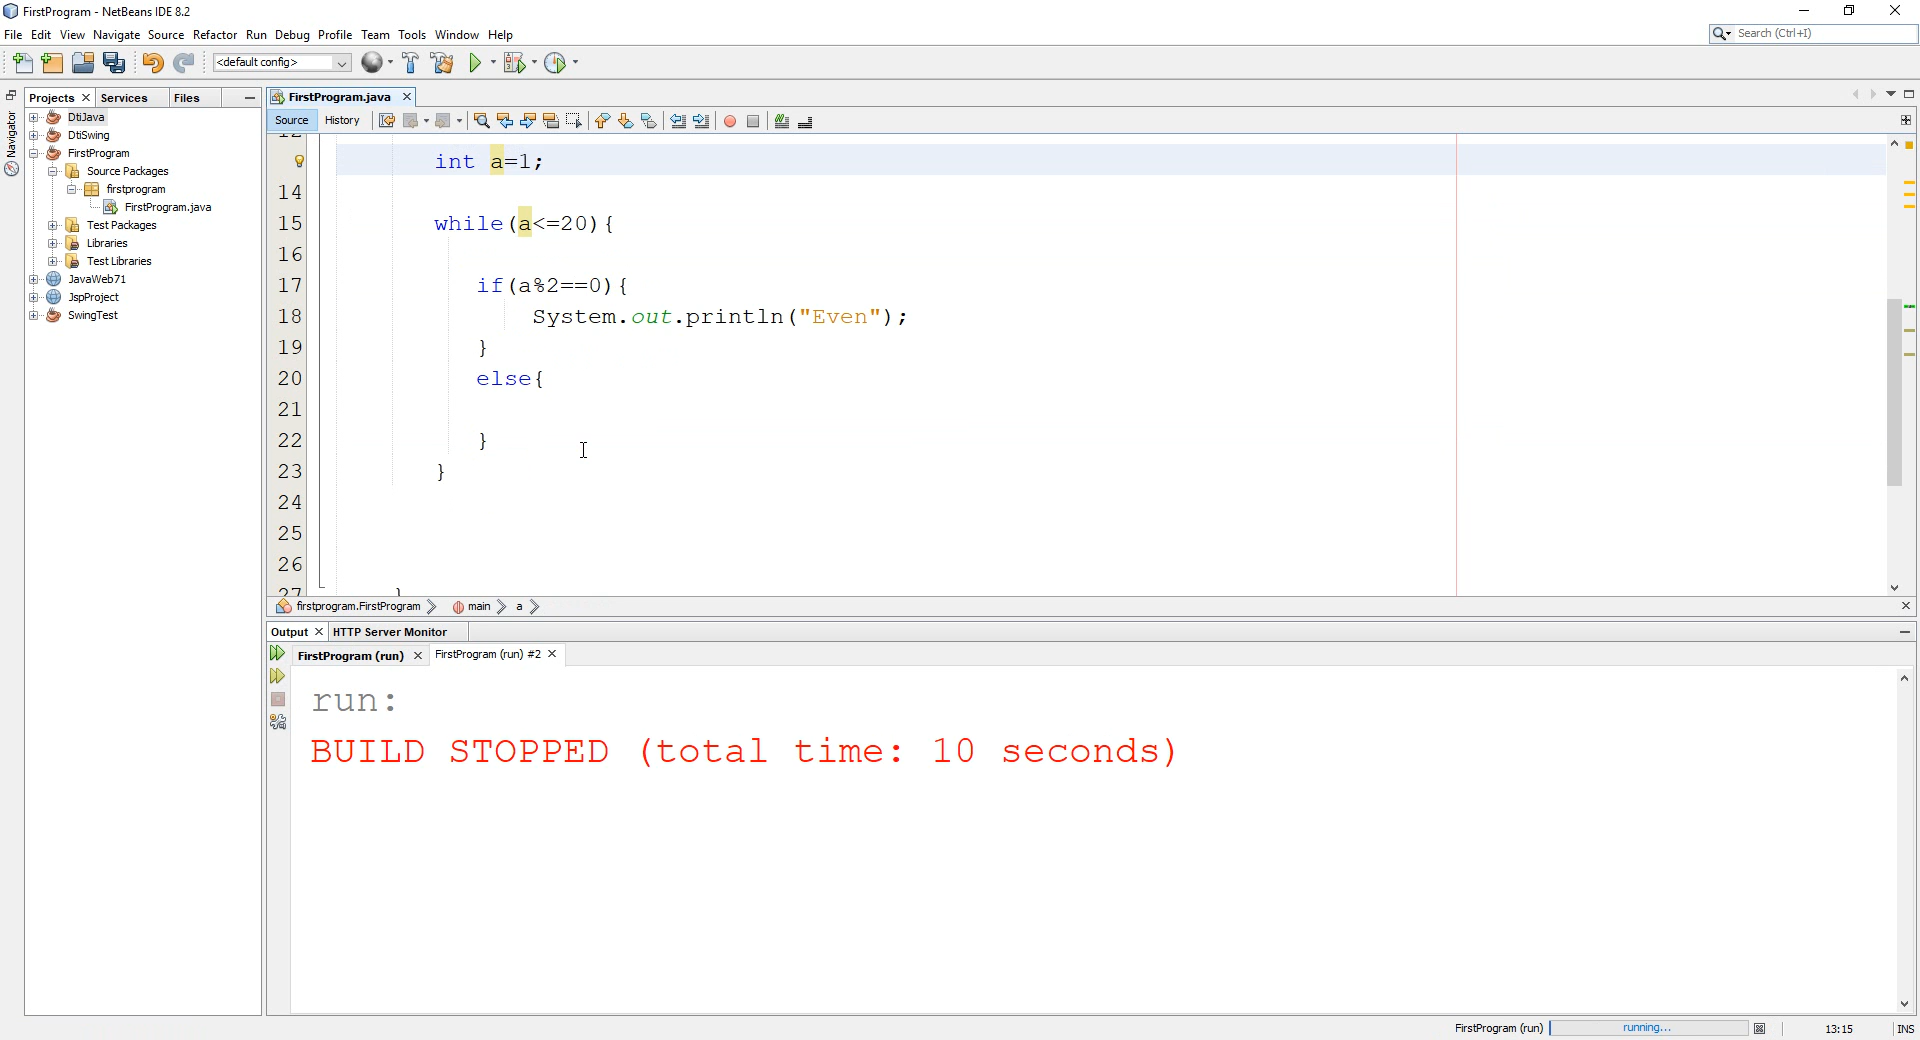 FirstProgram - NetBeans IDE 8.2
File Edit View Navigate Source Refactor Run Debug Profile Team Tools Window Help
Search (Ctrl+I)
<default config>
Projects Services Files
FirstProgram.java
Navigator
DtiJava
DtiSwing
FirstProgram
Source Packages
firstprogram
FirstProgram.java
Test Packages
Libraries
Test Libraries
JavaWeb71
JspProject
SwingTest
Source History
12
int a=1;
14
15 while(a<=20){
16
17 if(a%2==0){
18 System.out.println("Even");
19 }
20 else{
21
22 }
23 }
24
25
26
27 }
firstprogram.FirstProgram main a
Output HTTP Server Monitor
FirstProgram (run) FirstProgram (run) #2
run:
BUILD STOPPED (total time: 10 seconds)
FirstProgram (run) running... 13:15 INS